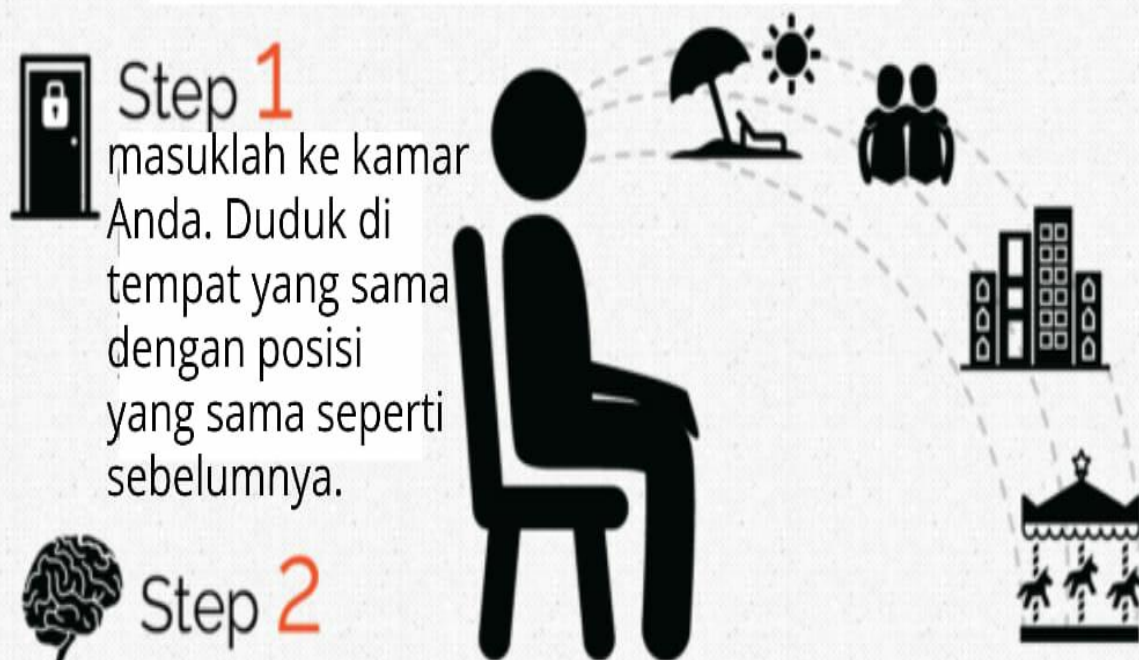 Step 1
masuklah ke kamar
Anda. Duduk di
tempat yang sama
dengan posisi
yang sama seperti
sebelumnya.
Step 2